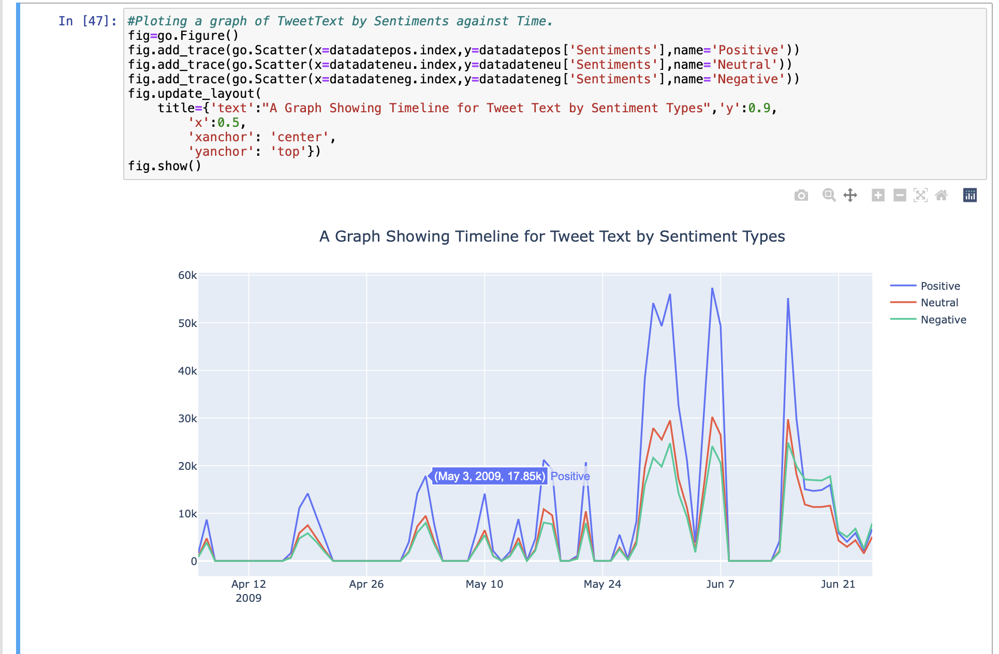 In [47]:
#Ploting a graph of TweetText by Sentiments against Time.
fig=go.Figure()
fig.add_trace(go.Scatter(x=datadatepos.index,y=datadatepos['Sentiments'],name='Positive'))
fig.add_trace(go.Scatter(x=datadateneu.index,y=datadateneu['Sentiments'],name='Neutral'))
fig.add_trace(go.Scatter(x=datadateneg.index,y=datadateneg['Sentiments'],name='Negative'))
fig.update_layout(
    title={'text':"A Graph Showing Timeline for Tweet Text by Sentiment Types",'y':0.9,
        'x':0.5,
        'xanchor': 'center',
        'yanchor': 'top'})
fig.show()
A Graph Showing Timeline for Tweet Text by Sentiment Types
60k
50k
40k
30k
20k
10k
0
(May 3, 2009, 17.85k) Positive
Positive
Neutral
Negative
Apr 12 Apr 26 May 10 May 24 Jun 7 Jun 21
2009